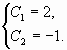 C₁ = 2,
C₂ = −1.